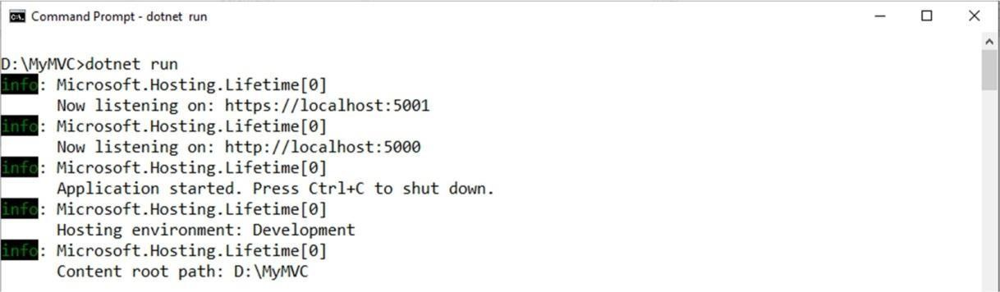 Command Prompt - dotnet run
D:\MyMVC>dotnet run
info: Microsoft.Hosting.Lifetime[0]
Now listening on: https://localhost:5001
info: Microsoft.Hosting.Lifetime[0]
Now listening on: http://localhost:5000
info: Microsoft.Hosting.Lifetime[0]
Application started. Press Ctrl+C to shut down.
info: Microsoft.Hosting.Lifetime[0]
Hosting environment: Development
info: Microsoft.Hosting.Lifetime[0]
Content root path: D:\MyMVC